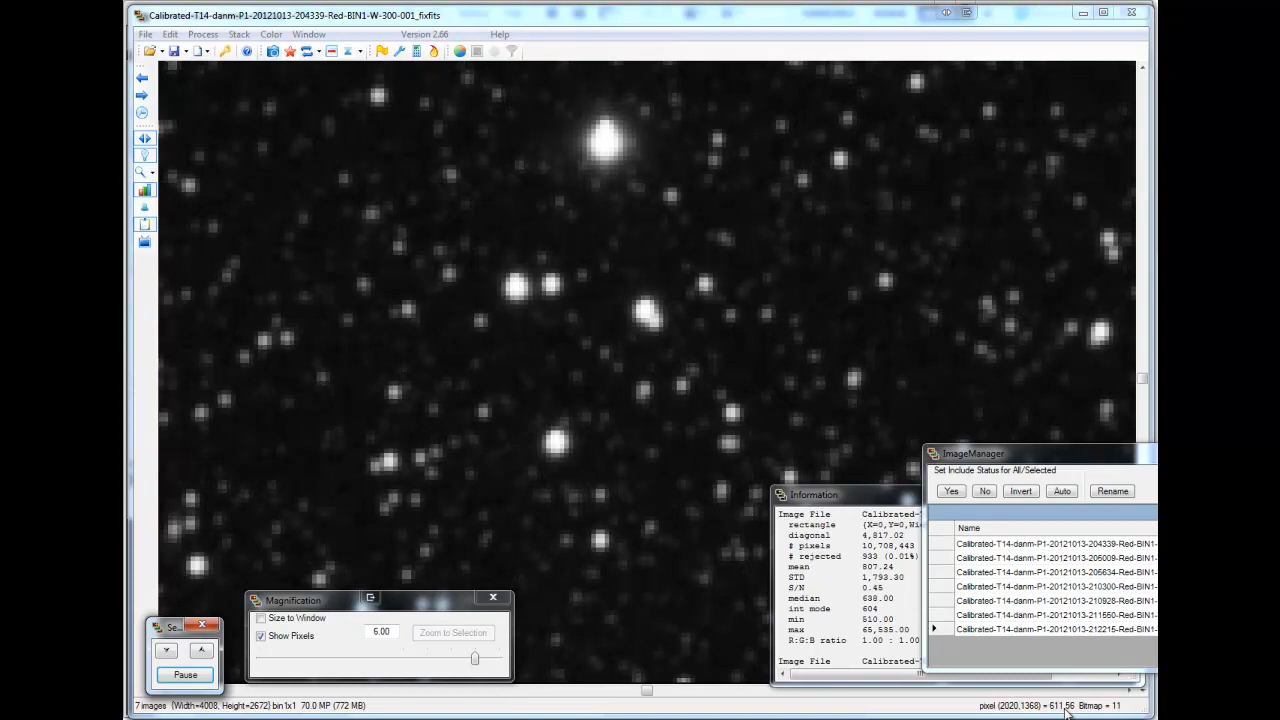 Calibrated-T14-danm-P1-20121013-204339-Red-BIN1-W-300-001_fixfits
File Edit Process Stack Color Window Version 2.66 Help
ImageManager
Set Include Status for All/Selected
Yes No Invert Auto Rename
Name
Calibrated-T14-danm-P1-20121013-204339-Red-BIN1-
Calibrated-T14-danm-P1-20121013-205009-Red-BIN1-
Calibrated-T14-danm-P1-20121013-205634-Red-BIN1-
Calibrated-T14-danm-P1-20121013-210300-Red-BIN1-
Calibrated-T14-danm-P1-20121013-210928-Red-BIN1-
Calibrated-T14-danm-P1-20121013-211550-Red-BIN1-
Calibrated-T14-danm-P1-20121013-212215-Red-BIN1-
Information
Image File Calibrated-
rectangle {X=0,Y=0,Wi
diagonal 4,817.02
# pixels 10,708,443
# rejected 933 (0.01%)
mean 807.24
STD 1,793.30
S/N 0.45
median 638.00
int mode 604
min 510.00
max 65,535.00
R:G:B ratio 1.00 : 1.00
Image File Calibrated-
Magnification
Size to Window
Show Pixels 6.00 Zoom to Selection
Se...
Pause
7 images {Width=4008, Height=2672} bin1x1 70.0 MP (772 MB) pixel (2020,1368) = 611.56 Bitmap = 11